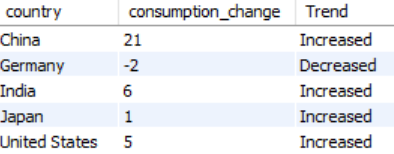 country consumption_change Trend
China 21 Increased
Germany -2 Decreased
India 6 Increased
Japan 1 Increased
United States 5 Increased